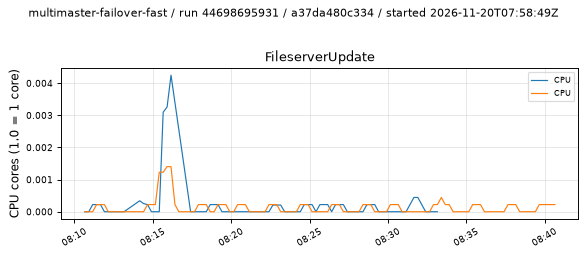 multimaster-failover-fast / run 44698695931 / a37da480c334 / started 2026-11-20T07:58:49Z
FileserverUpdate
CPU cores (1.0 = 1 core)
0.004
0.003
0.002
0.001
0.000
CPU
CPU
08:10
08:15
08:20
08:25
08:30
08:35
08:40